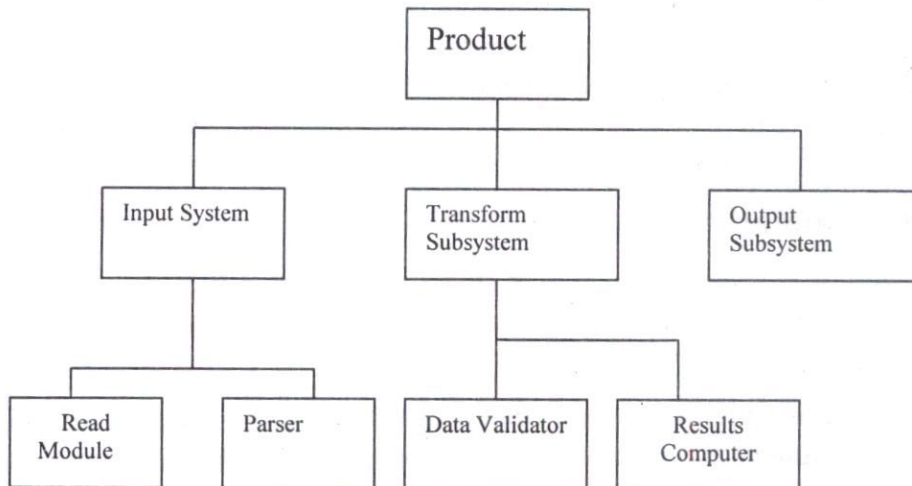 Product
Input System
Transform
Subsystem
Output
Subsystem
Read
Module
Parser
Data Validator
Results
Computer